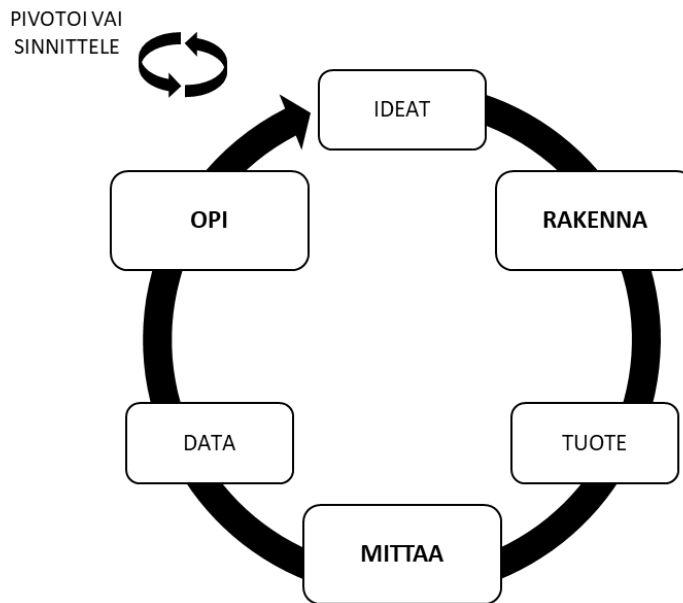 PIVOTOI VAI
SINNITTELE
IDEAT
OPI
RAKENNA
DATA
TUOTE
MITTAA